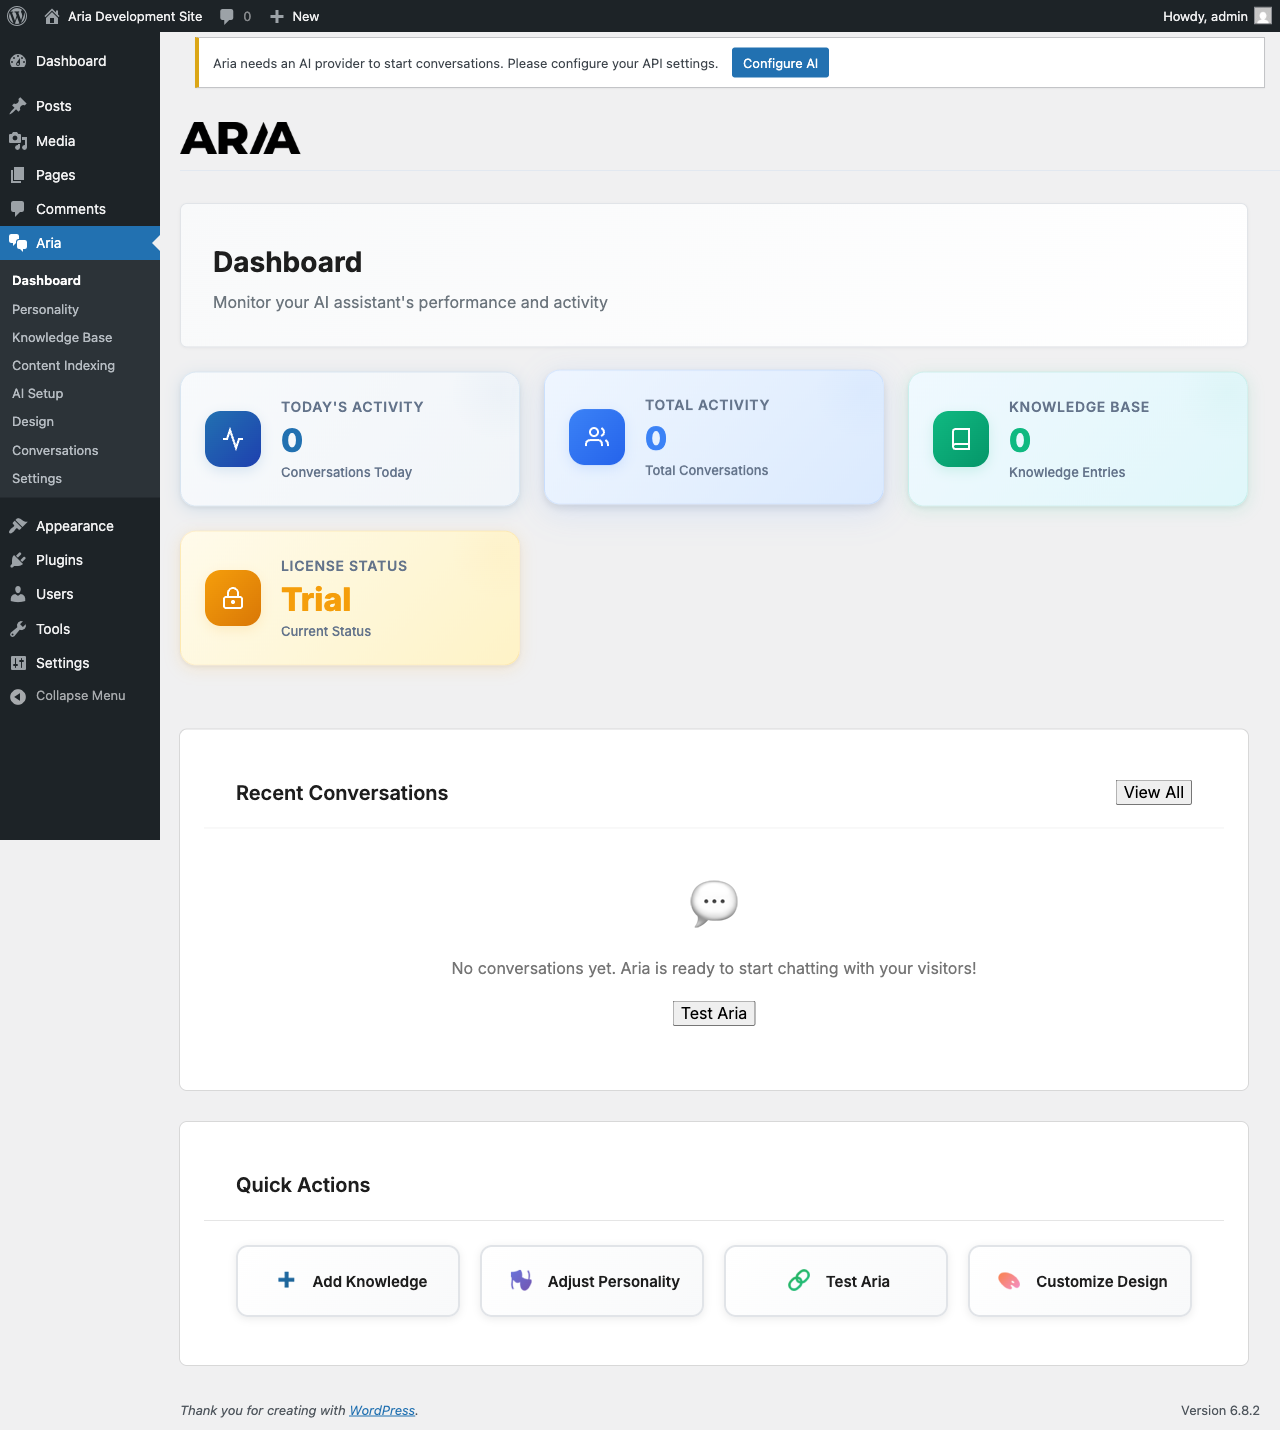 Aria Development Site 0 New Howdy, admin
Dashboard
Posts
Media
Pages
Comments
Aria
Dashboard
Personality
Knowledge Base
Content Indexing
AI Setup
Design
Conversations
Settings
Appearance
Plugins
Users
Tools
Settings
Collapse Menu
Aria needs an AI provider to start conversations. Please configure your API settings. Configure AI
ARIA
Dashboard
Monitor your AI assistant's performance and activity
TODAY'S ACTIVITY
0
Conversations Today
TOTAL ACTIVITY
0
Total Conversations
KNOWLEDGE BASE
0
Knowledge Entries
LICENSE STATUS
Trial
Current Status
Recent Conversations View All
No conversations yet. Aria is ready to start chatting with your visitors!
Test Aria
Quick Actions
Add Knowledge Adjust Personality Test Aria Customize Design
Thank you for creating with WordPress. Version 6.8.2